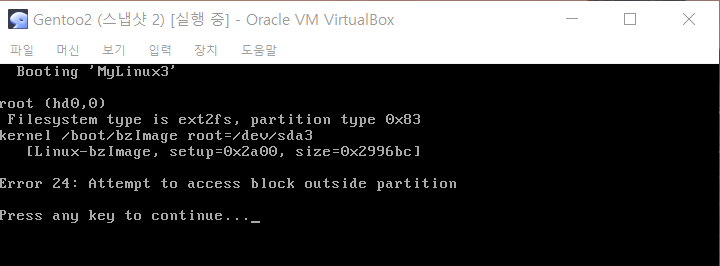 Gentoo2 (스냅샷 2) [실행 중] - Oracle VM VirtualBox
파일 머신 보기 입력 장치 도움말
Booting 'MyLinux3'
root (hd0,0)
Filesystem type is ext2fs, partition type 0x83
kernel /boot/bzImage root=/dev/sda3
[Linux-bzImage, setup=0x2a00, size=0x2996bc]
Error 24: Attempt to access block outside partition
Press any key to continue..._